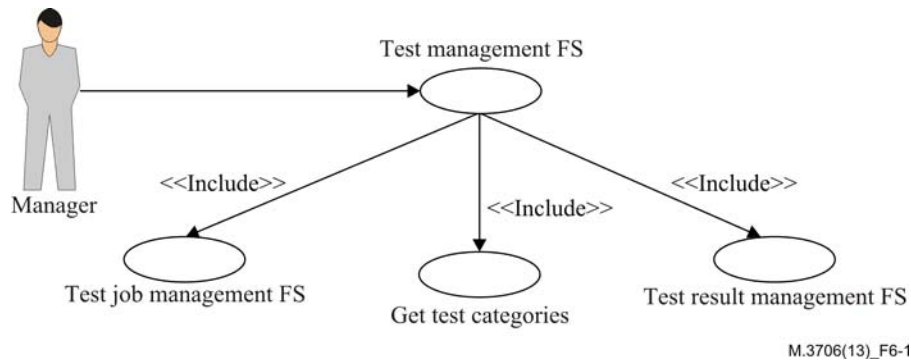 Test management FS
<<Include>>
<<Include>>
<<Include>>
Manager
Test job management FS
Get test categories
Test result management FS
M.3706(13)_F6-1